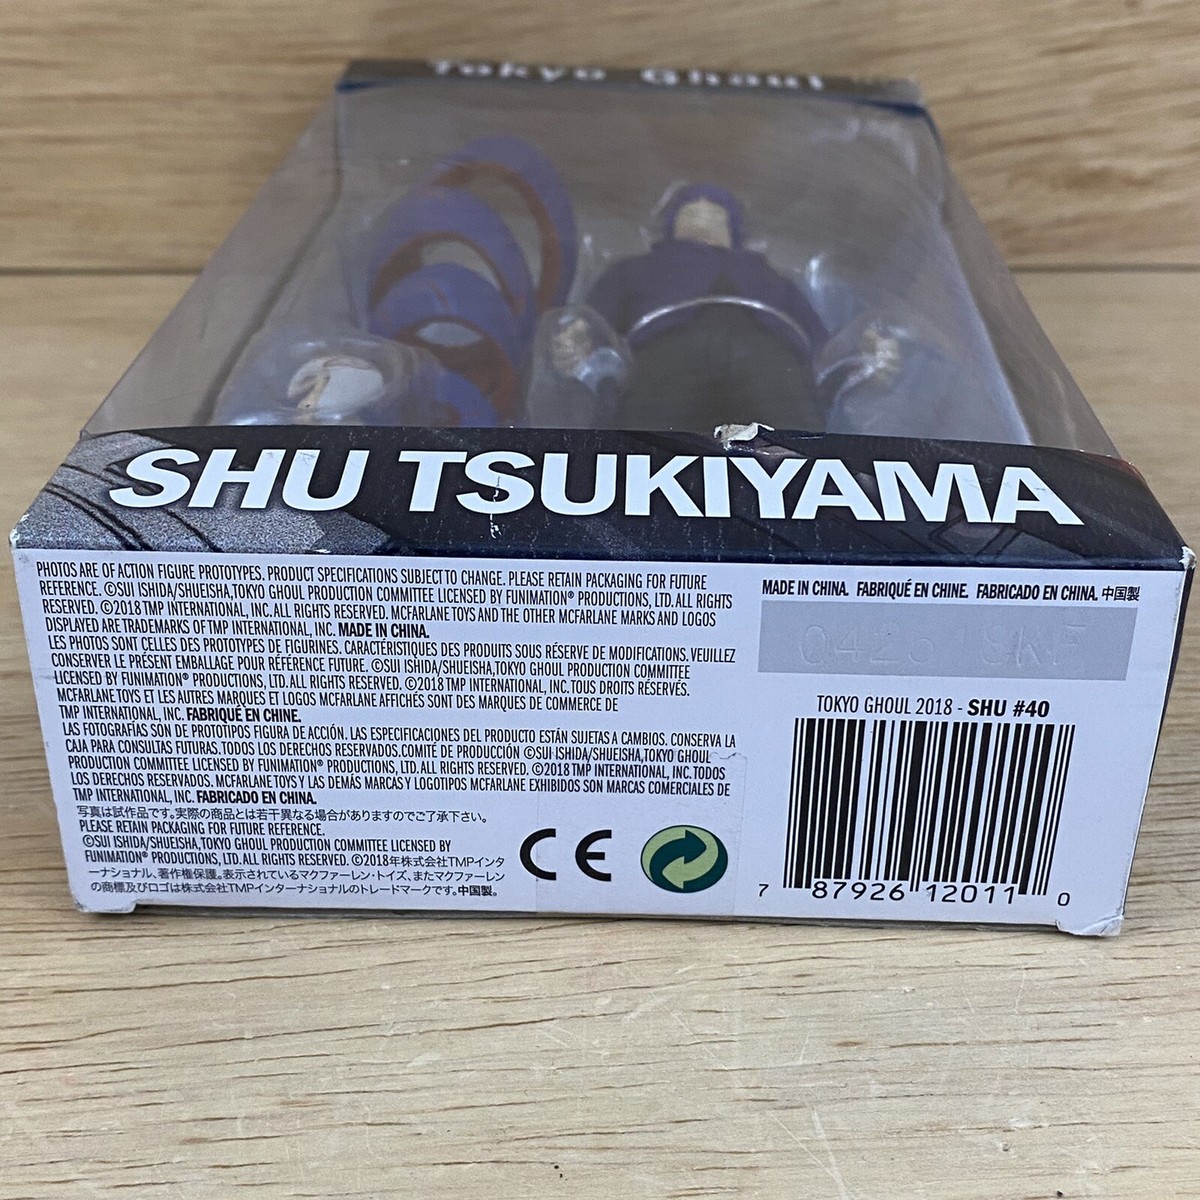 Tokyo Ghoul
SHU TSUKIYAMA
PHOTOS ARE OF ACTION FIGURE PROTOTYPES. PRODUCT SPECIFICATIONS SUBJECT TO CHANGE. PLEASE RETAIN PACKAGING FOR FUTURE
REFERENCE. ©SUI ISHIDA/SHUEISHA,TOKYO GHOUL PRODUCTION COMMITTEE LICENSED BY FUNIMATION® PRODUCTIONS, LTD. ALL RIGHTS
RESERVED. ©2018 TMP INTERNATIONAL, INC. ALL RIGHTS RESERVED. MCFARLANE TOYS AND THE OTHER MCFARLANE MARKS AND LOGOS
DISPLAYED ARE TRADEMARKS OF TMP INTERNATIONAL, INC. MADE IN CHINA.
LES PHOTOS SONT CELLES DES PROTOTYPES DE FIGURINES. CARACTÉRISTIQUES DES PRODUITS SOUS RÉSERVE DE MODIFICATIONS. VEUILLEZ
CONSERVER LE PRÉSENT EMBALLAGE POUR RÉFÉRENCE FUTURE. ©SUI ISHIDA/SHUEISHA,TOKYO GHOUL PRODUCTION COMMITTEE
LICENSED BY FUNIMATION® PRODUCTIONS, LTD. ALL RIGHTS RESERVED. ©2018 TMP INTERNATIONAL, INC. TOUS DROITS RÉSERVÉS.
MCFARLANE TOYS ET LES AUTRES MARQUES ET LOGOS MCFARLANE AFFICHÉS SONT DES MARQUES DE COMMERCE DE
TMP INTERNATIONAL, INC. FABRIQUÉ EN CHINE.
LAS FOTOGRAFÍAS SON DE PROTOTIPOS FIGURA DE ACCIÓN. LAS ESPECIFICACIONES DEL PRODUCTO ESTÁN SUJETAS A CAMBIOS. CONSERVA LA
CAJA PARA CONSULTAS FUTURAS. TODOS LOS DERECHOS RESERVADOS. COMITÉ DE PRODUCCIÓN ©SUI ISHIDA/SHUEISHA,TOKYO GHOUL
PRODUCTION COMMITTEE LICENSED BY FUNIMATION® PRODUCTIONS, LTD. ALL RIGHTS RESERVED. ©2018 TMP INTERNATIONAL, INC. TODOS
LOS DERECHOS RESERVADOS. MCFARLANE TOYS Y LAS DEMÁS MARCAS Y LOGOTIPOS MCFARLANE EXHIBIDOS SON MARCAS COMERCIALES DE
TMP INTERNATIONAL, INC. FABRICADO EN CHINA.
写真は試作品です。実際の商品とは若干異なる場合がありますのでご了承下さい。
PLEASE RETAIN PACKAGING FOR FUTURE REFERENCE.
©SUI ISHIDA/SHUEISHA,TOKYO GHOUL PRODUCTION COMMITTEE LICENSED BY
FUNIMATION® PRODUCTIONS, LTD. ALL RIGHTS RESERVED. ©2018年株式会社TMPインタ
ーナショナル、著作権保護。表示されているマクファーレン・トイズ、またマクファーレン
の商標及びロゴは株式会社TMPインターナショナルのトレードマークです。中国製。
CE
MADE IN CHINA. FABRIQUÉ EN CHINE. FABRICADO EN CHINA. 中国製
TOKYO GHOUL 2018 - SHU #40
7 87926 12011 0